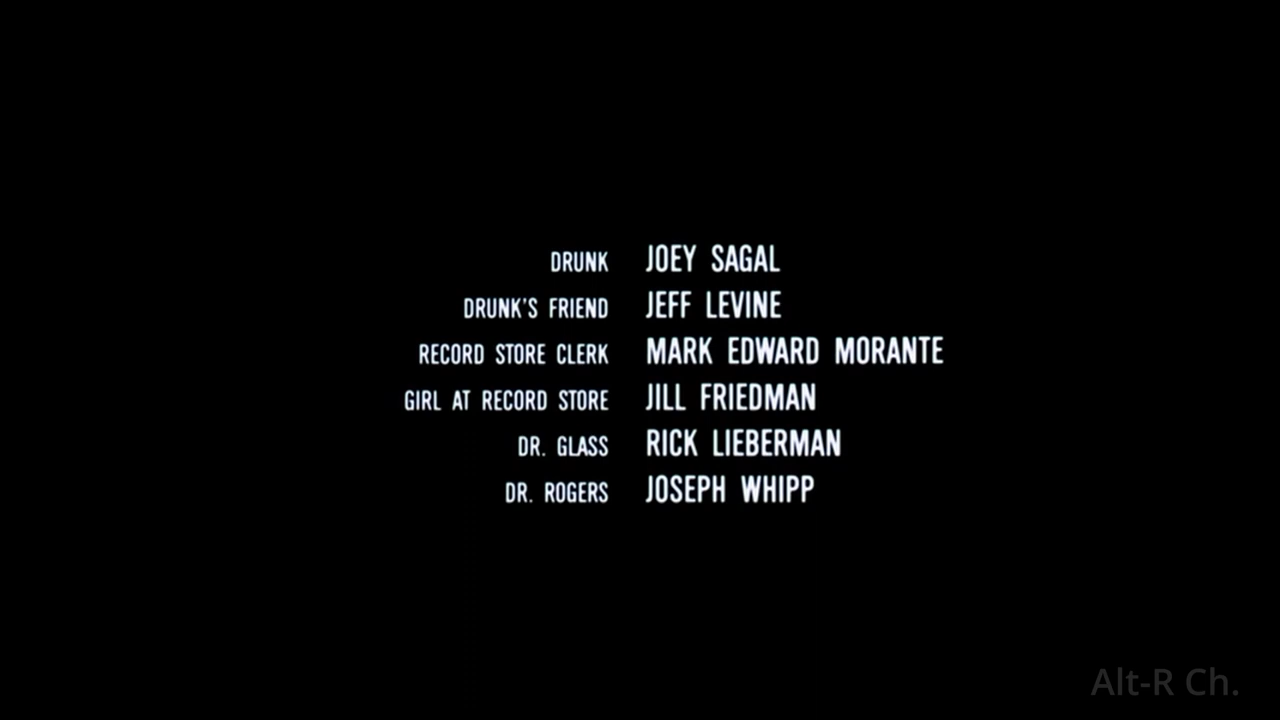 DRUNK JOEY SAGAL
DRUNK'S FRIEND JEFF LEVINE
RECORD STORE CLERK MARK EDWARD MORANTE
GIRL AT RECORD STORE JILL FRIEDMAN
DR. GLASS RICK LIEBERMAN
DR. ROGERS JOSEPH WHIPP
Alt-R Ch.